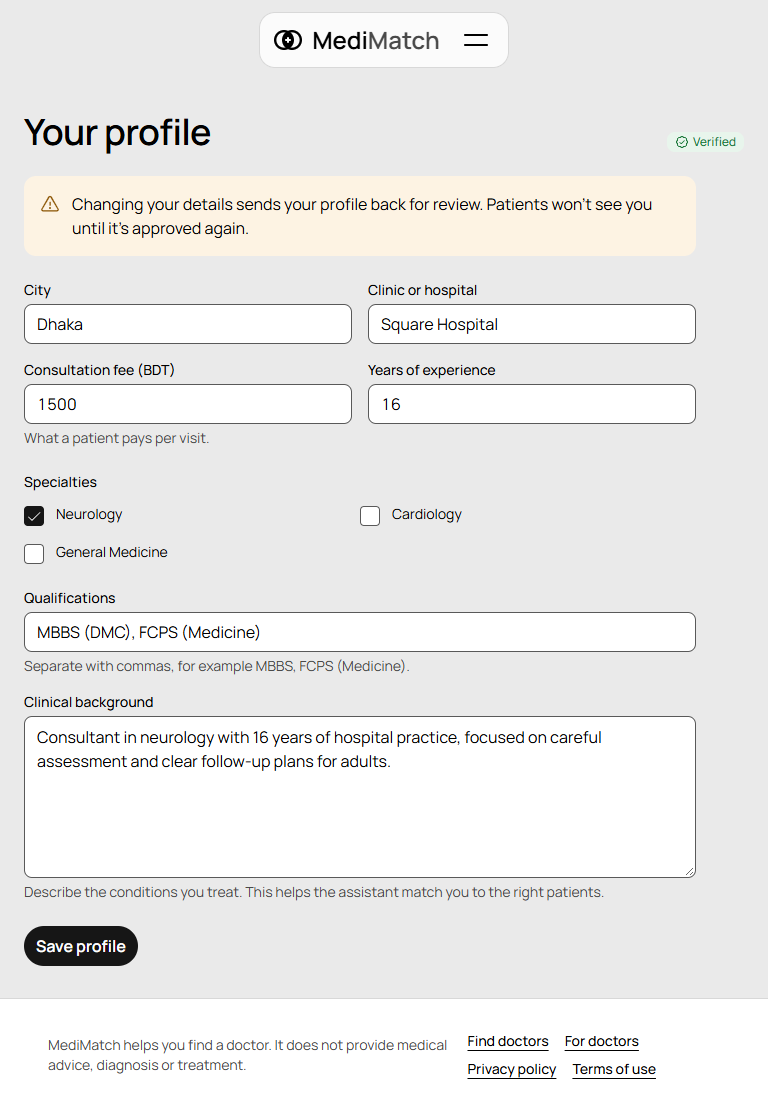 MediMatch
Your profile
Verified
Changing your details sends your profile back for review. Patients won't see you
until it's approved again.
City
Clinic or hospital
Dhaka
Square Hospital
Consultation fee (BDT)
Years of experience
1500
16
What a patient pays per visit.
Specialties
Neurology
Cardiology
General Medicine
Qualifications
MBBS (DMC), FCPS (Medicine)
Separate with commas, for example MBBS, FCPS (Medicine).
Clinical background
Consultant in neurology with 16 years of hospital practice, focused on careful
assessment and clear follow-up plans for adults.
Describe the conditions you treat. This helps the assistant match you to the right patients.
Save profile
MediMatch helps you find a doctor. It does not provide medical
advice, diagnosis or treatment.
Find doctors
For doctors
Privacy policy
Terms of use